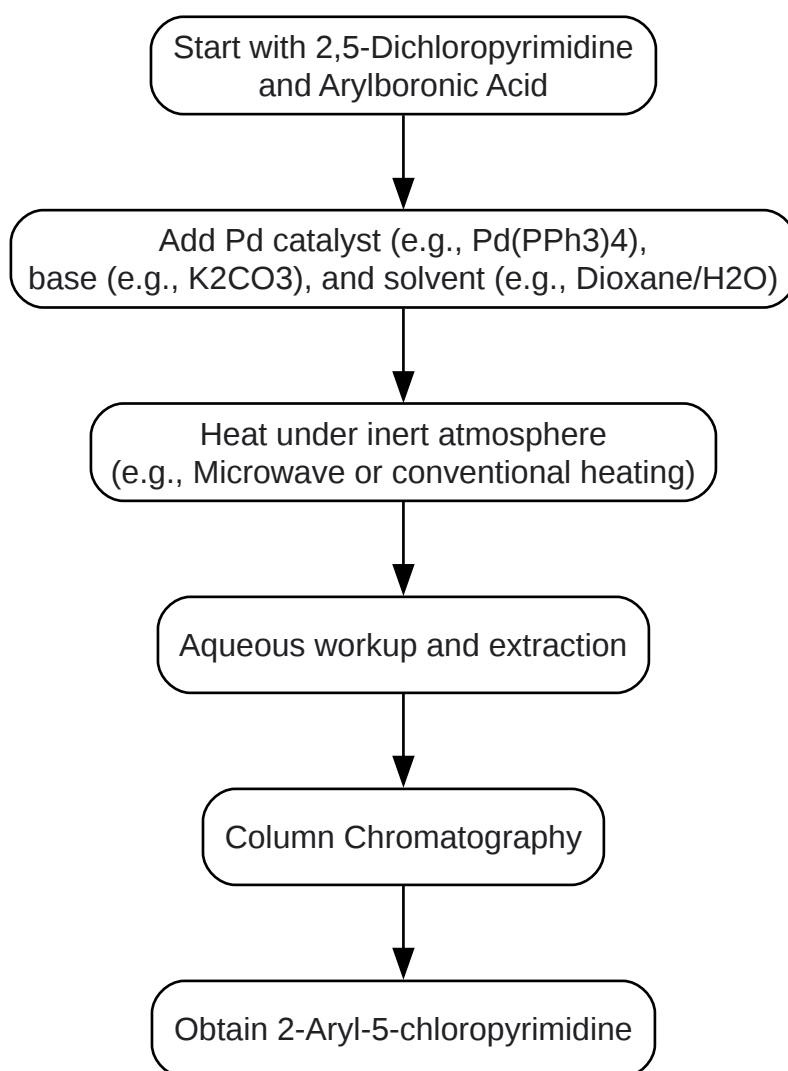 Start with 2,5-Dichloropyrimidine
and Arylboronic Acid
Add Pd catalyst (e.g., Pd(PPh3)4),
base (e.g., K2CO3), and solvent (e.g., Dioxane/H2O)
Heat under inert atmosphere
(e.g., Microwave or conventional heating)
Aqueous workup and extraction
Column Chromatography
Obtain 2-Aryl-5-chloropyrimidine